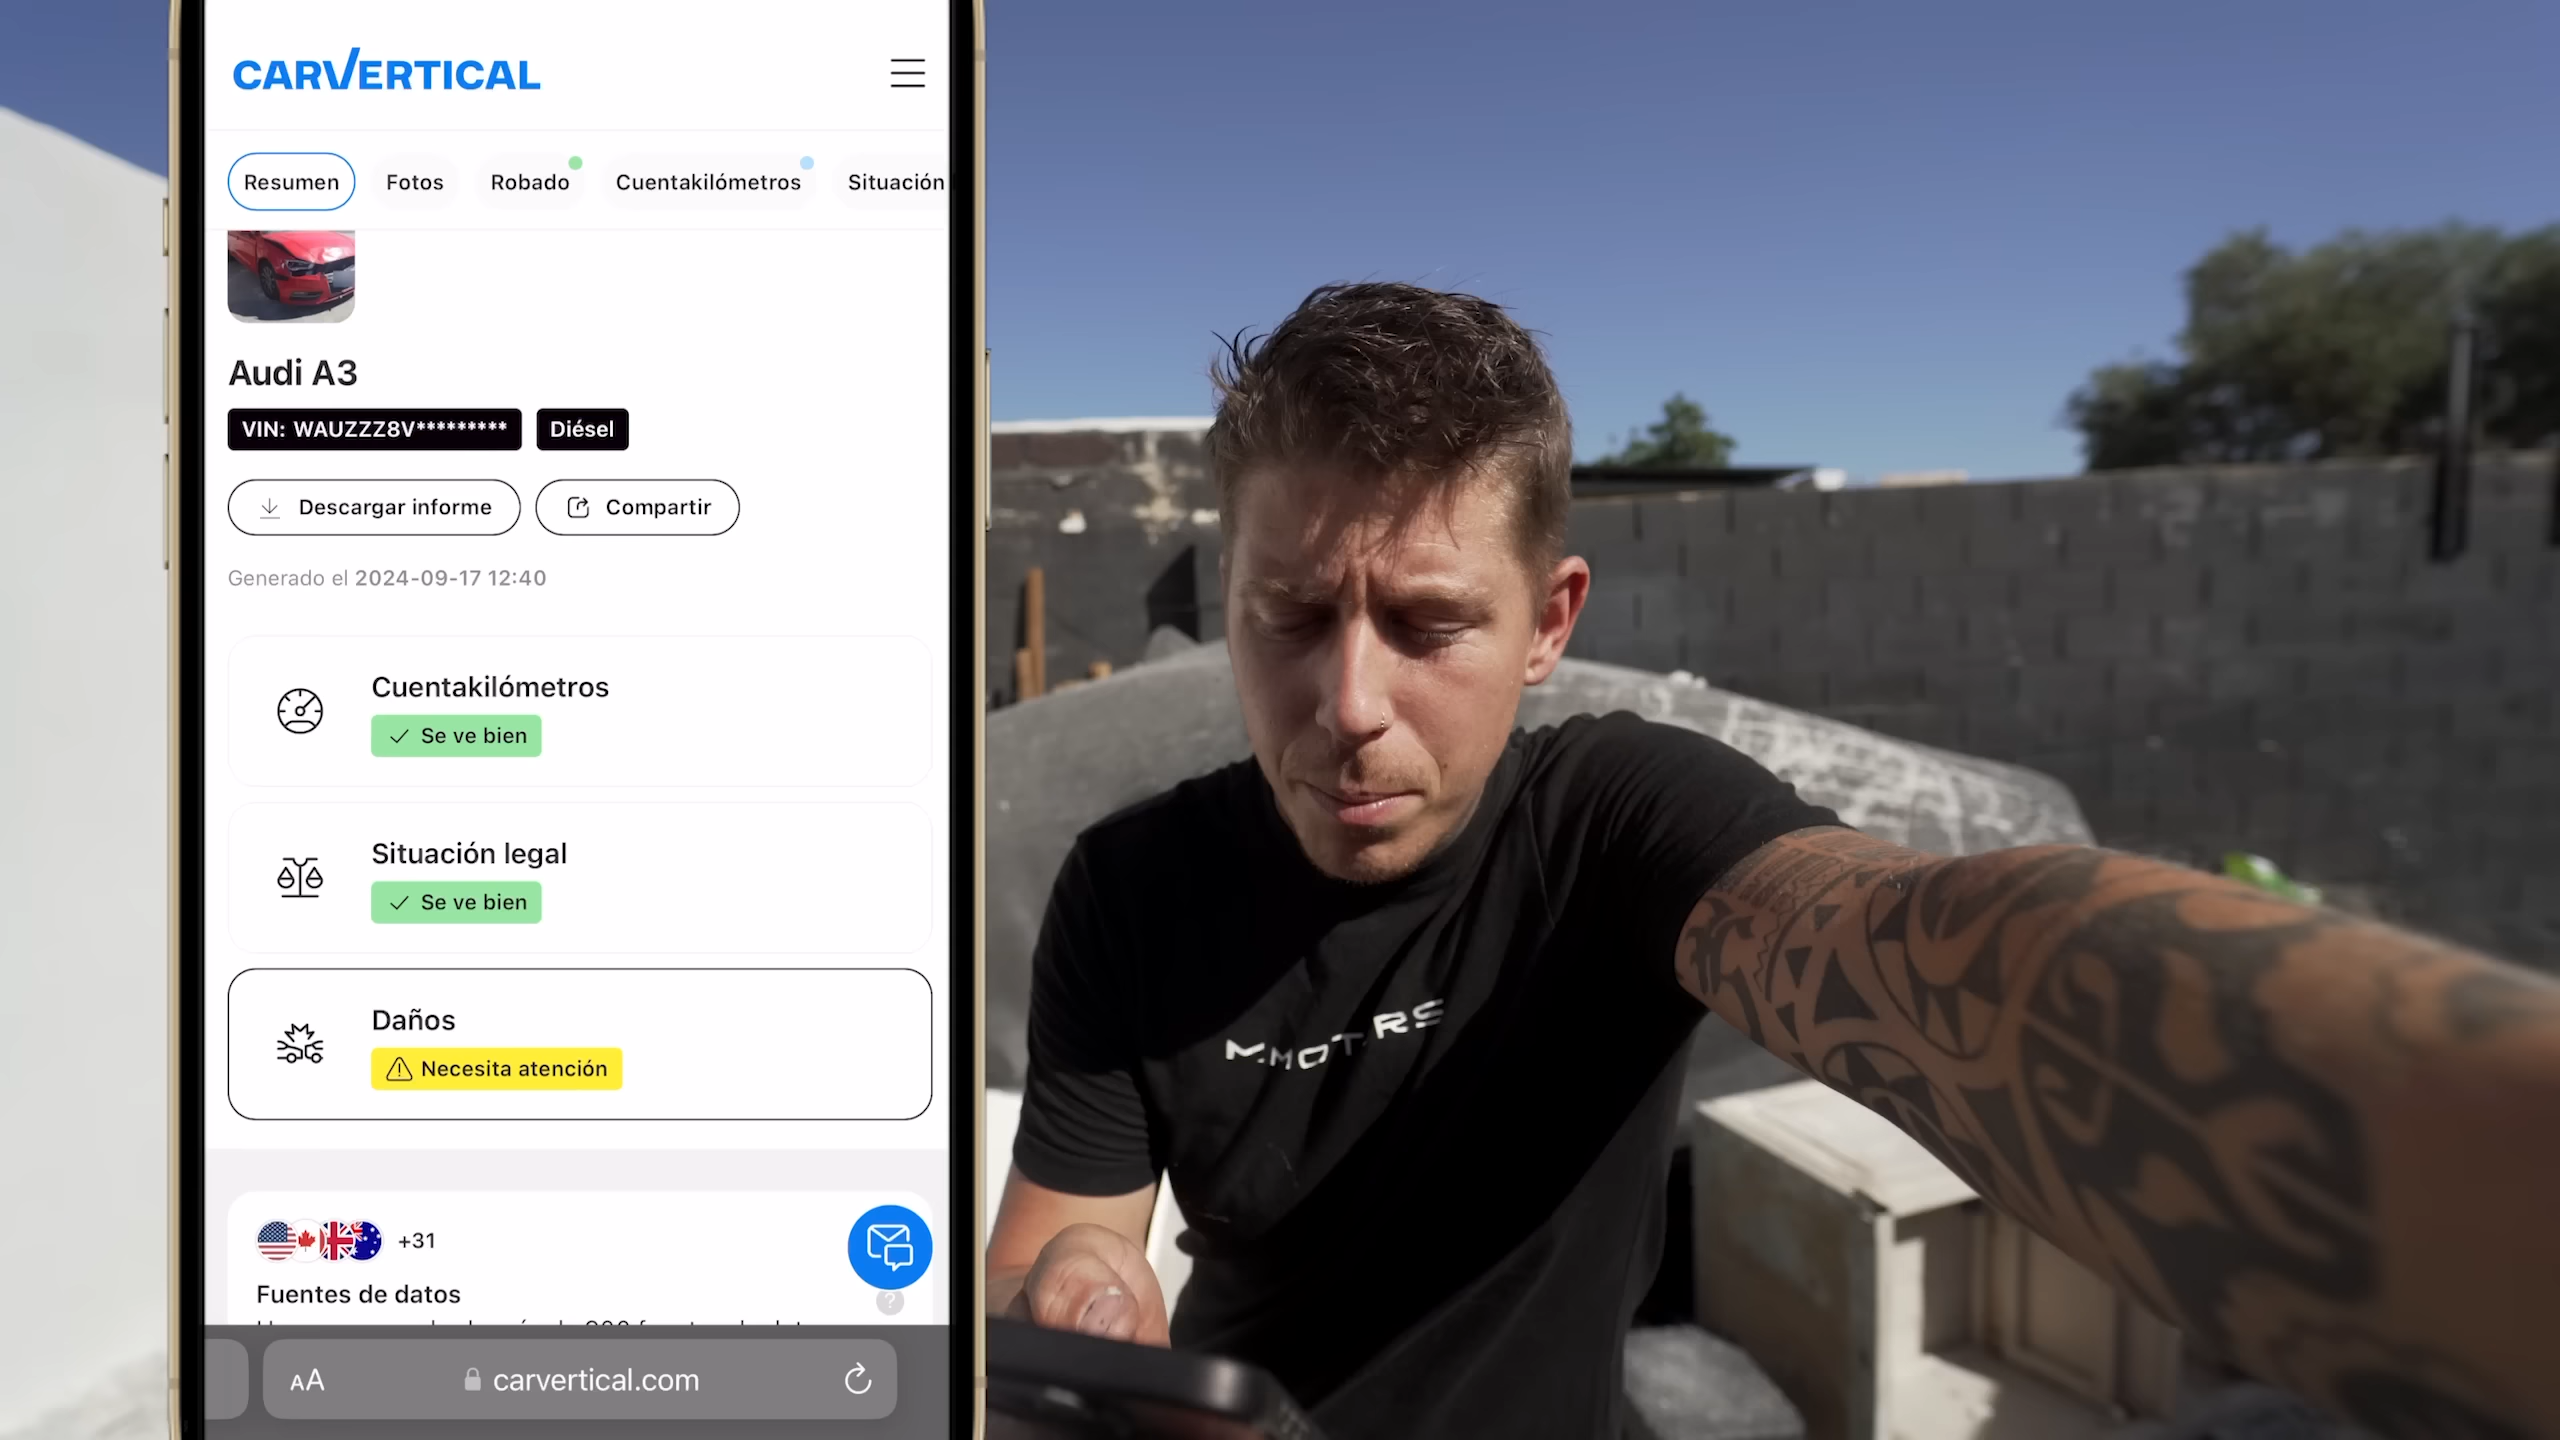 CARVERTICAL
Resumen
Fotos
Robado
Cuentakilómetros
Situación
Audi A3
VIN: WAUZZZ8V*********
Diésel
Descargar informe
Compartir
Generado el 2024-09-17 12:40
Cuentakilómetros
Se ve bien
Situación legal
Se ve bien
Daños
Necesita atención
+31
Fuentes de datos
?
AA
carvertical.com